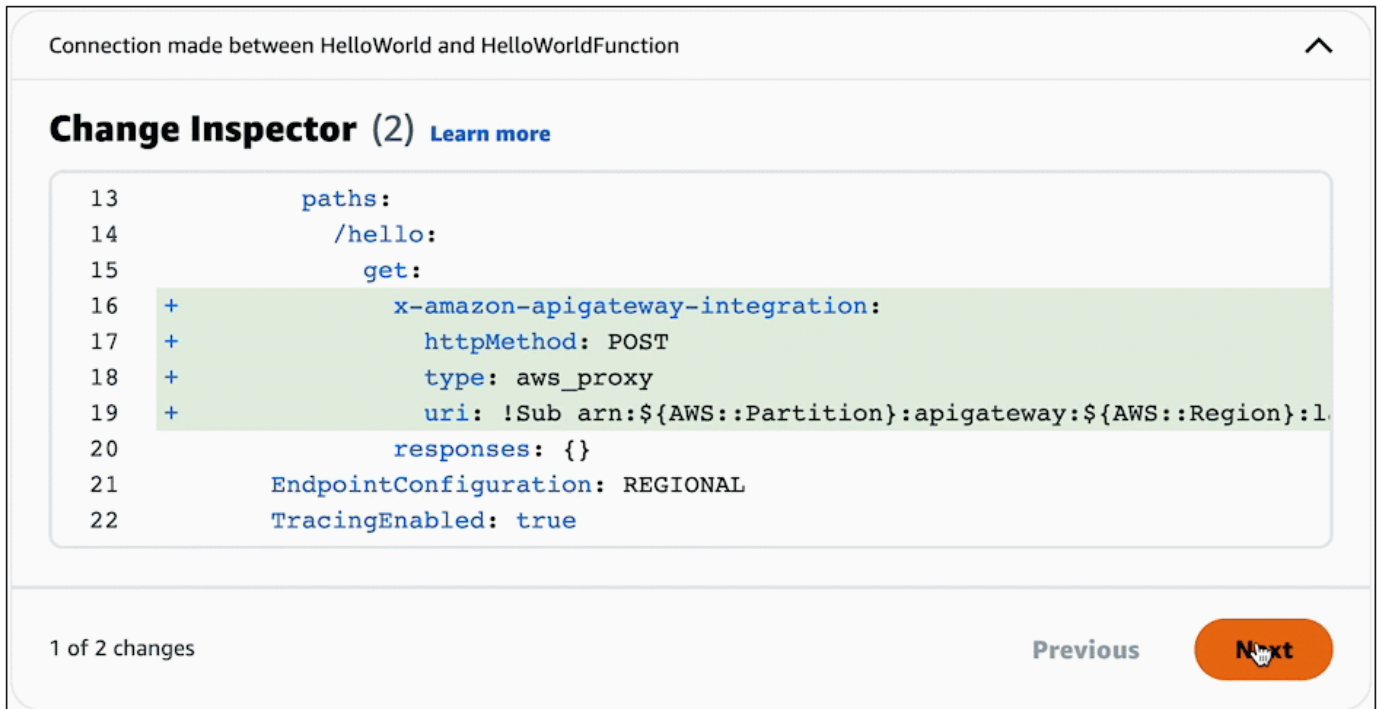 Connection made between HelloWorld and HelloWorldFunction
Change Inspector (2) Learn more
13 paths:
14 /hello:
15 get:
16 + x-amazon-apigateway-integration:
17 + httpMethod: POST
18 + type: aws_proxy
19 + uri: !Sub arn:${AWS::Partition}:apigateway:${AWS::Region}:l
20 responses: {}
21 EndpointConfiguration: REGIONAL
22 TracingEnabled: true
1 of 2 changes
Previous
Next